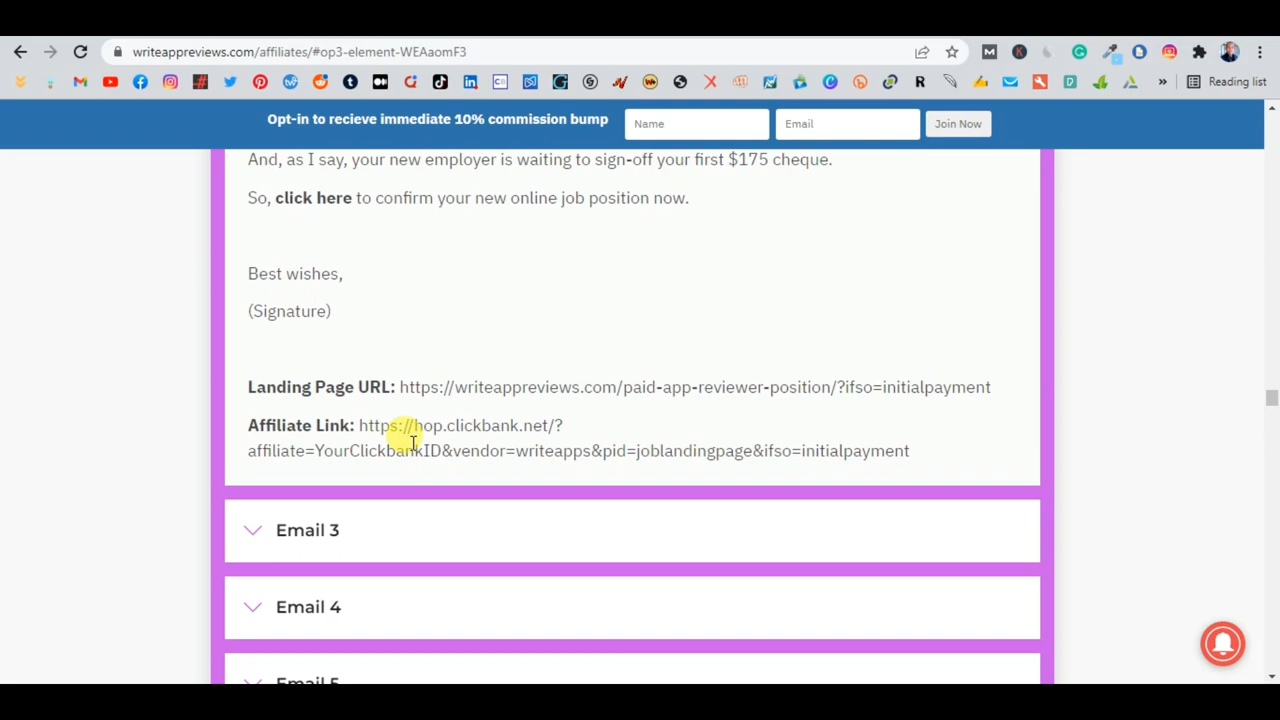 writeappreviews.com/affiliates/#op3-element-WEAaomF3
Reading list
Opt-in to recieve immediate 10% commission bump
Name
Email
Join Now
And, as I say, your new employer is waiting to sign-off your first $175 cheque.
So, click here to confirm your new online job position now.
Best wishes,
(Signature)
Landing Page URL: https://writeappreviews.com/paid-app-reviewer-position/?ifso=initialpayment
Affiliate Link: https://hop.clickbank.net/?
affiliate=YourClickbankID&vendor=writeapps&pid=joblandingpage&ifso=initialpayment
Email 3
Email 4
Email 5